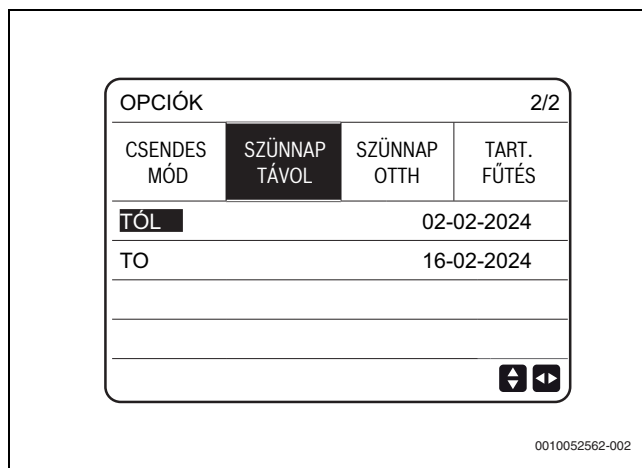 OPCIÓK 2/2
CSENDES MÓD SZÜNNAP TÁVOL SZÜNNAP OTTH TART. FŰTÉS
TÓL 02-02-2024
TO 16-02-2024
0010052562-002